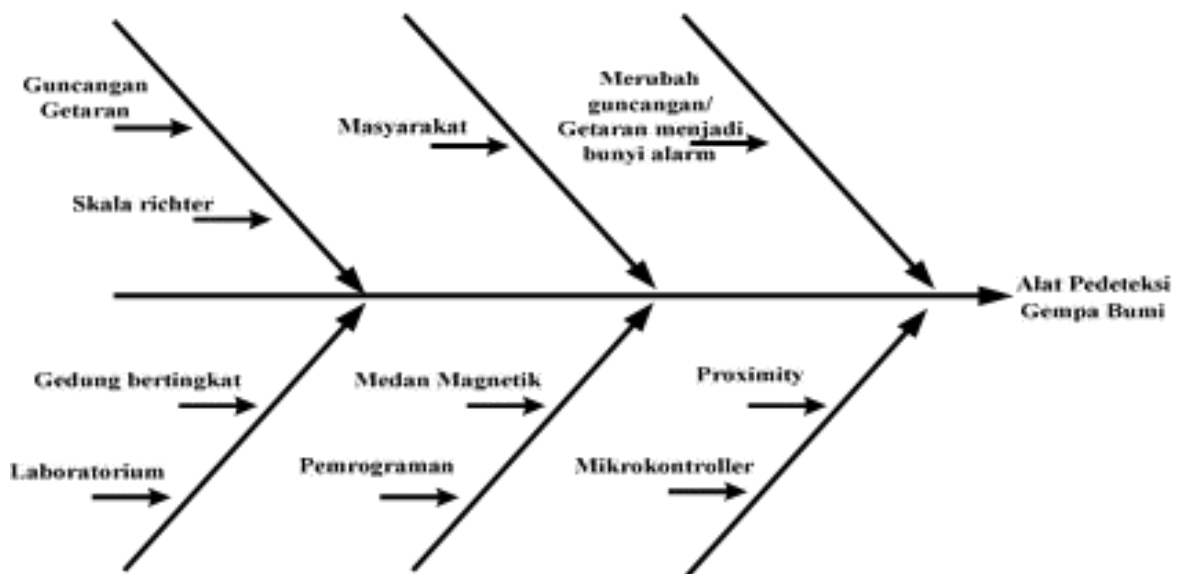 Guncangan
Getaran
Skala richter
Masyarakat
Merubah
guncangan/
Getaran menjadi
bunyi alarm
Alat Pedeteksi
Gempa Bumi
Gedung bertingkat
Laboratorium
Medan Magnetik
Pemrograman
Proximity
Mikrokontroller